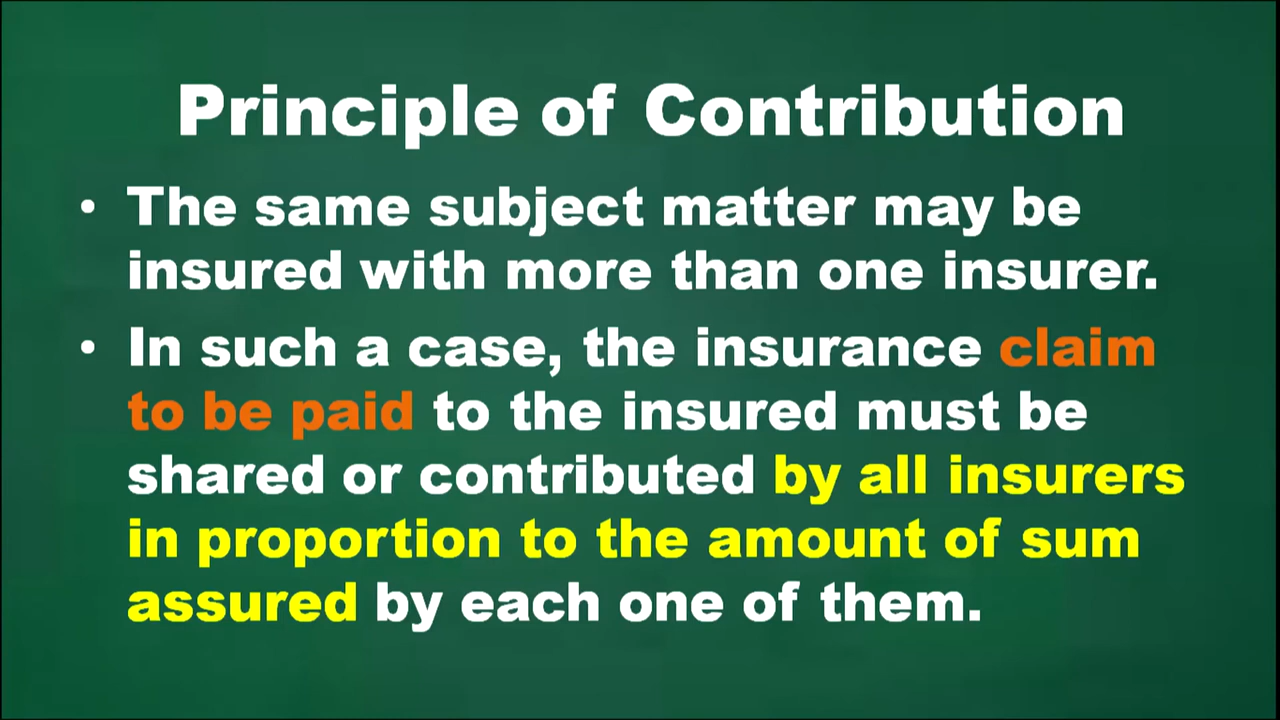 Principle of Contribution
• The same subject matter may be
insured with more than one insurer.
• In such a case, the insurance claim
to be paid to the insured must be
shared or contributed by all insurers
in proportion to the amount of sum
assured by each one of them.